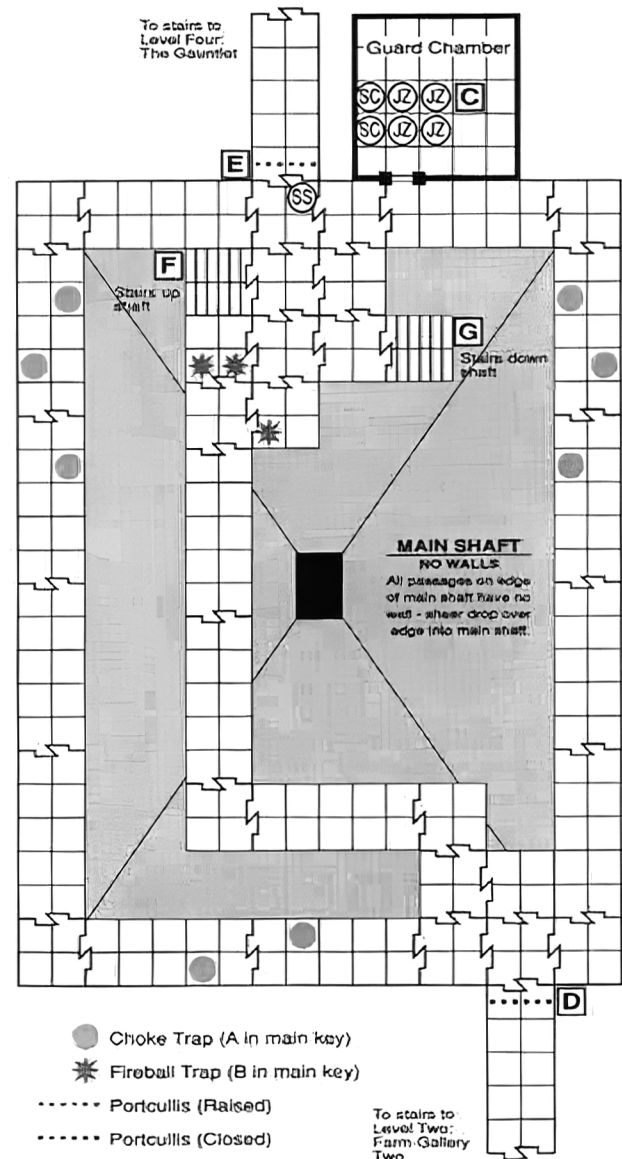 To stairs to
Level Four:
The Gauntlet
Guard Chamber
SC JZ JZ C
SC JZ JZ
E
SS
F
Stairs up
shaft
G
Stairs down
shaft
MAIN SHAFT
NO WALLS.
All passages on edge
of main shaft have no
wall - sheer drop over
edge into main shaft.
D
Choke Trap (A in main key)
Fireball Trap (B in main key)
Portcullis (Raised)
Portcullis (Closed)
To stairs to
Level Two:
Farm Gallery
Two